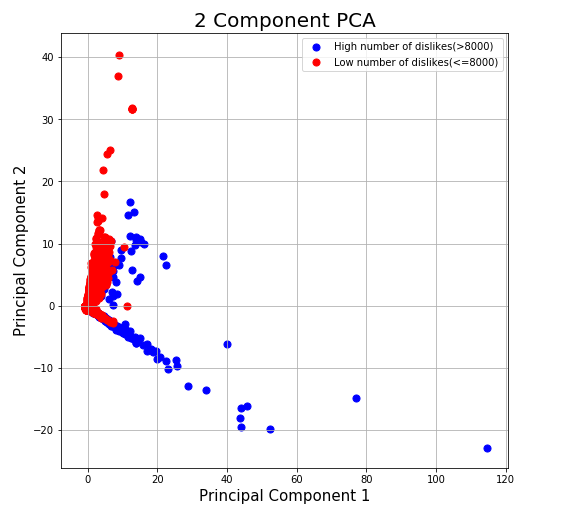 2 Component PCA
High number of dislikes(>8000)
Low number of dislikes(<=8000)
40
30
20
10
0
−10
−20
Principal Component 2
0
20
40
60
80
100
120
Principal Component 1